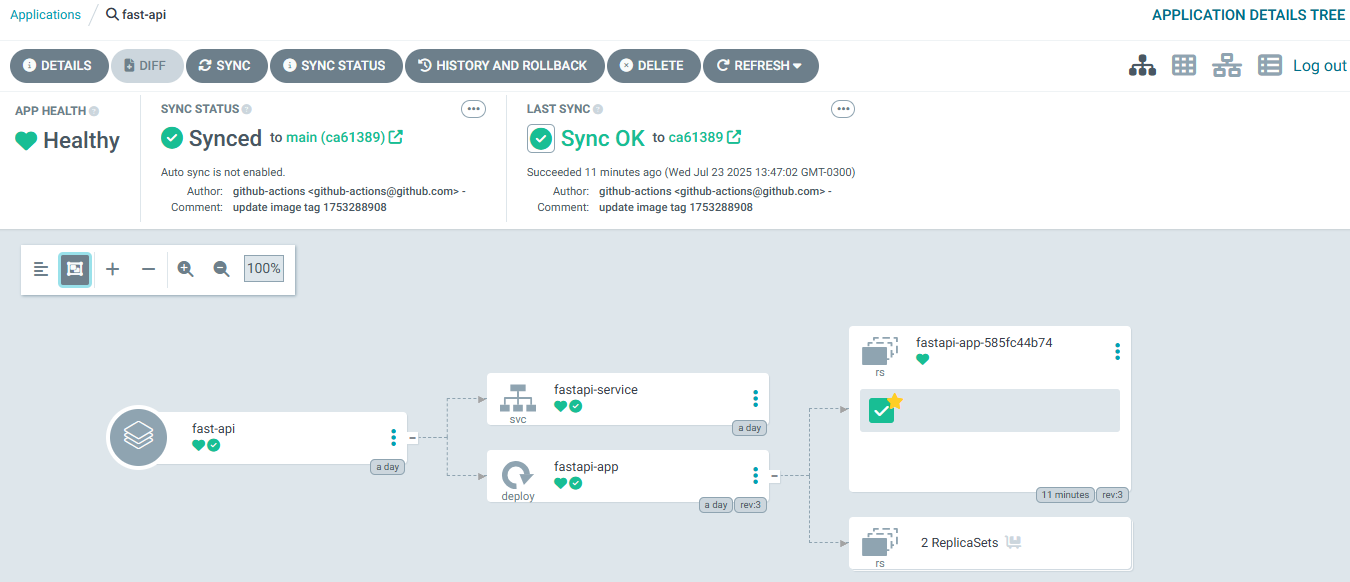 Applications / fast-api
APPLICATION DETAILS TREE
DETAILS DIFF SYNC SYNC STATUS HISTORY AND ROLLBACK DELETE REFRESH
Log out
APP HEALTH
Healthy
SYNC STATUS
Synced to main (ca61389)
Auto sync is not enabled.
Author: github-actions <github-actions@github.com> -
Comment: update image tag 1753288908
LAST SYNC
Sync OK to ca61389
Succeeded 11 minutes ago (Wed Jul 23 2025 13:47:02 GMT-0300)
Author: github-actions <github-actions@github.com> -
Comment: update image tag 1753288908
100%
fast-api
a day
fastapi-service
svc
a day
fastapi-app
deploy
a day rev:3
fastapi-app-585fc44b74
rs
11 minutes rev:3
2 ReplicaSets
rs